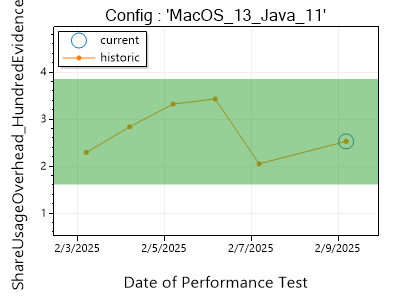 Config : 'MacOS_13_Java_11'
current
historic
ShareUsageOverhead_HundredEvidence
4
3
2
1
2/3/2025 2/5/2025 2/7/2025 2/9/2025
Date of Performance Test